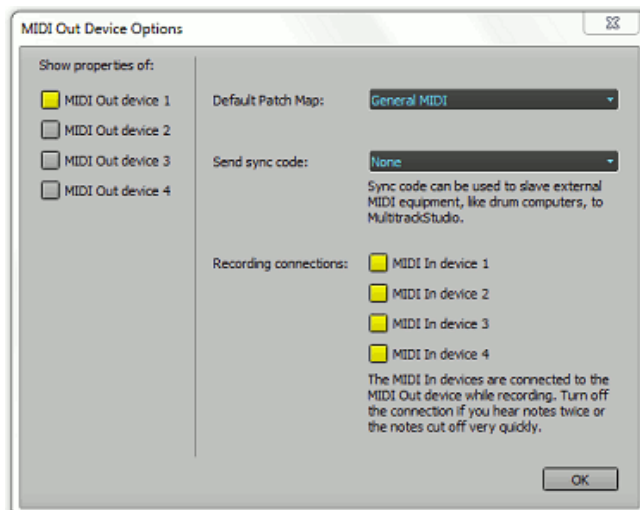 MIDI Out Device Options
Show properties of:
MIDI Out device 1
MIDI Out device 2
MIDI Out device 3
MIDI Out device 4
Default Patch Map:
General MIDI
Send sync code:
None
Sync code can be used to slave external
MIDI equipment, like drum computers, to
MultitrackStudio.
Recording connections:
MIDI In device 1
MIDI In device 2
MIDI In device 3
MIDI In device 4
The MIDI In devices are connected to the
MIDI Out device while recording. Turn off
the connection if you hear notes twice or
the notes cut off very quickly.
OK